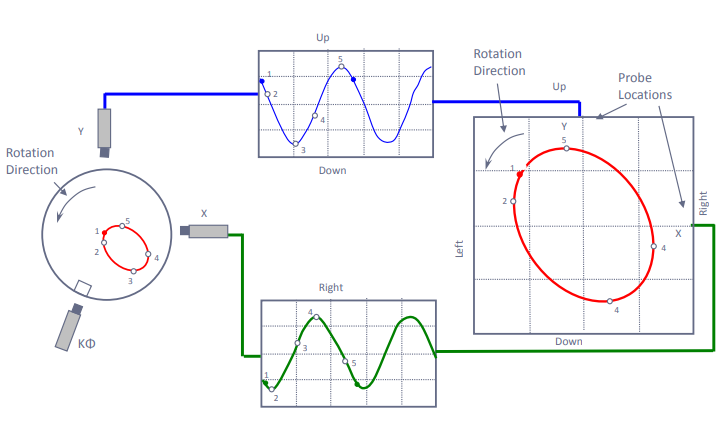 Up
1
2
3
4
5
Down
Y
Rotation
Direction
1
2
3
4
5
X
КФ
Right
1
2
3
4
5
Rotation
Direction
Up
Probe
Locations
Y
5
1
2
X
4
4
Left
Right
Down